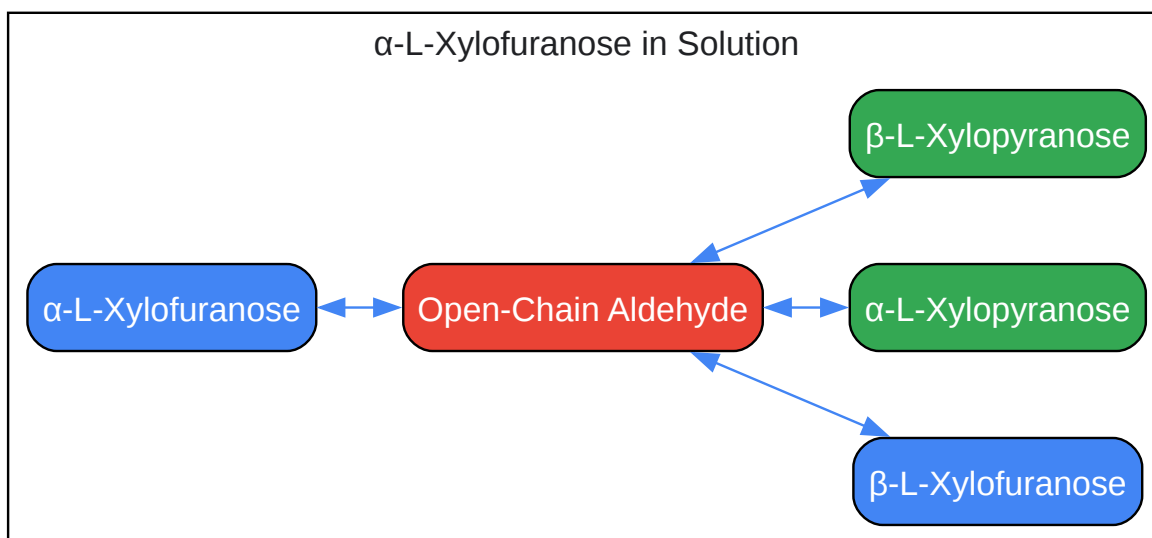 α-L-Xylofuranose in Solution
β-L-Xylopyranose
α-L-Xylofuranose
Open-Chain Aldehyde
α-L-Xylopyranose
β-L-Xylofuranose